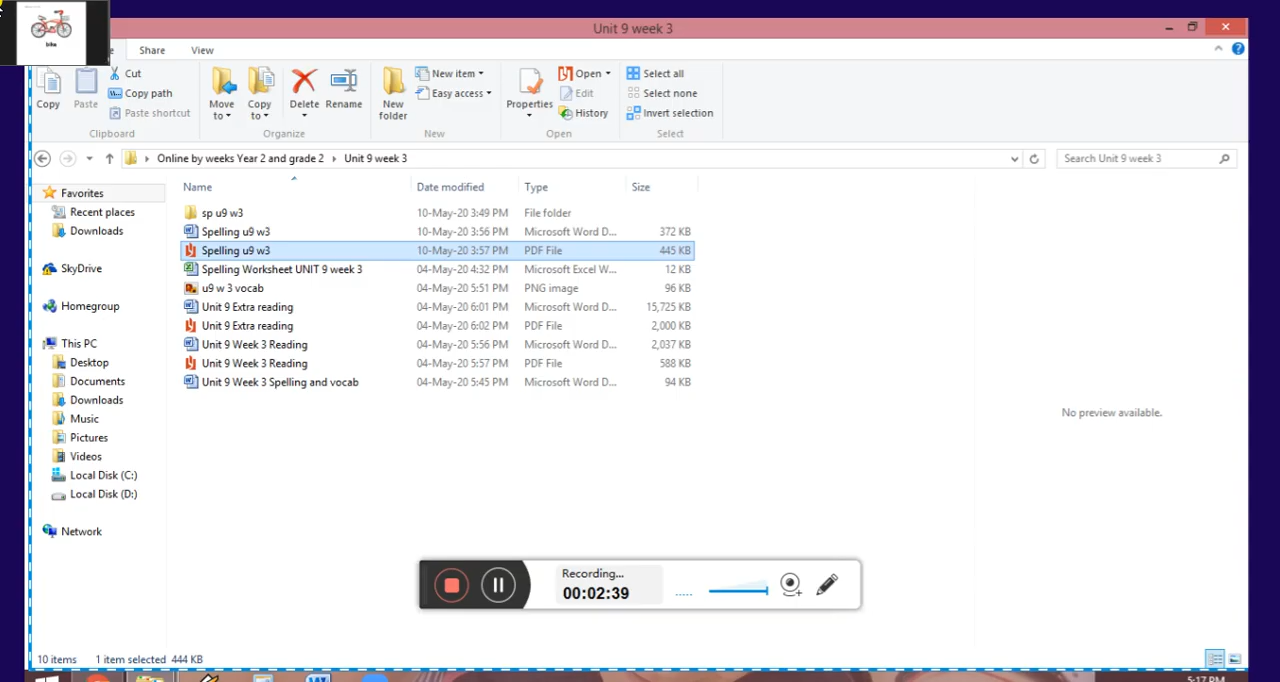 bike
Unit 9 week 3
Share View
Copy
Paste
Cut
Copy path
Paste shortcut
Clipboard
Move to
Copy to
Delete
Rename
Organize
New folder
New item
Easy access
New
Properties
Open
Edit
History
Open
Select all
Select none
Invert selection
Select
Online by weeks Year 2 and grade 2 Unit 9 week 3
Search Unit 9 week 3
Favorites
Recent places
Downloads
SkyDrive
Homegroup
This PC
Desktop
Documents
Downloads
Music
Pictures
Videos
Local Disk (C:)
Local Disk (D:)
Network
Name Date modified Type Size
sp u9 w3 10-May-20 3:49 PM File folder
Spelling u9 w3 10-May-20 3:56 PM Microsoft Word D... 372 KB
Spelling u9 w3 10-May-20 3:57 PM PDF File 445 KB
Spelling Worksheet UNIT 9 week 3 04-May-20 4:32 PM Microsoft Excel W... 12 KB
u9 w 3 vocab 04-May-20 5:51 PM PNG image 96 KB
Unit 9 Extra reading 04-May-20 6:01 PM Microsoft Word D... 15,725 KB
Unit 9 Extra reading 04-May-20 6:02 PM PDF File 2,000 KB
Unit 9 Week 3 Reading 04-May-20 5:56 PM Microsoft Word D... 2,037 KB
Unit 9 Week 3 Reading 04-May-20 5:57 PM PDF File 588 KB
Unit 9 Week 3 Spelling and vocab 04-May-20 5:45 PM Microsoft Word D... 94 KB
No preview available.
Recording...
00:02:39
10 items 1 item selected 444 KB
5:17 PM